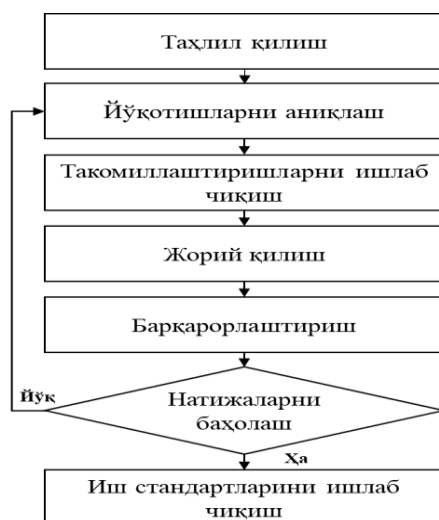 Таҳлил қилиш
Йўқотишларни аниқлаш
Такомиллаштиришларни ишлаб
чиқиш
Жорий қилиш
Барқарорлаштириш
Йўқ
Натижаларни
баҳолаш
Ҳа
Иш стандартларини ишлаб
чиқиш